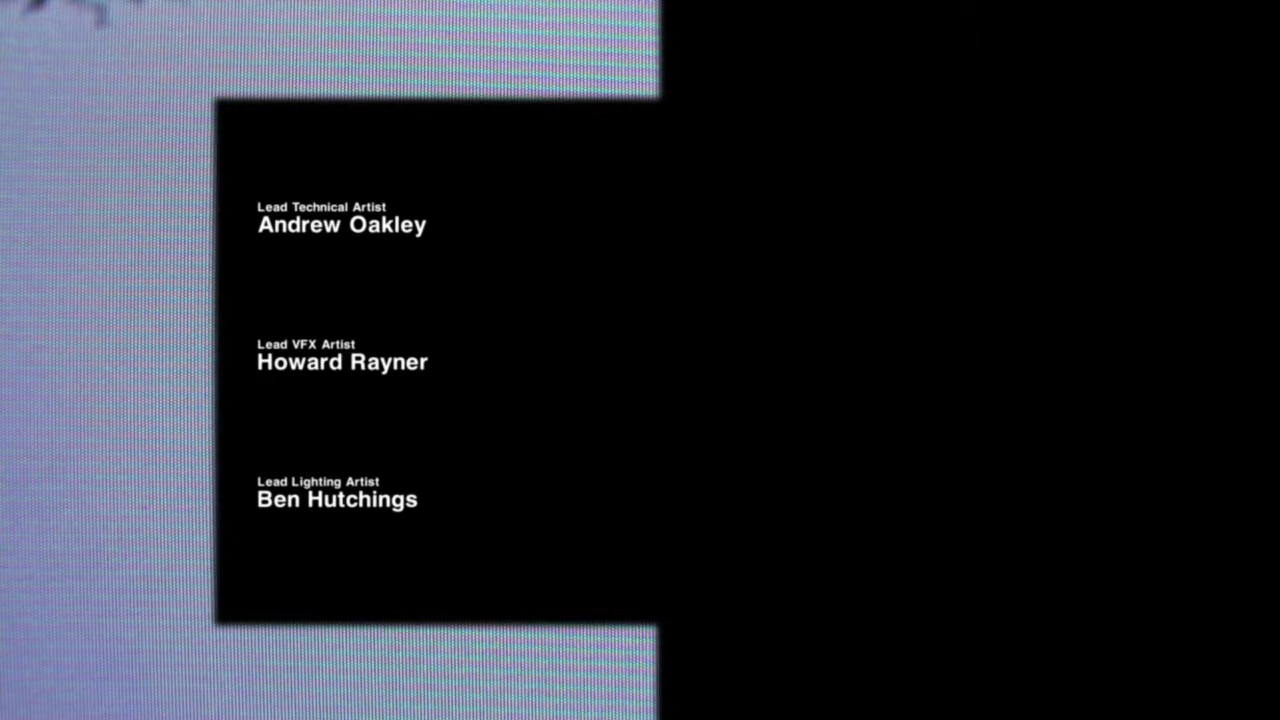 Lead Technical Artist
Andrew Oakley
Lead VFX Artist
Howard Rayner
Lead Lighting Artist
Ben Hutchings